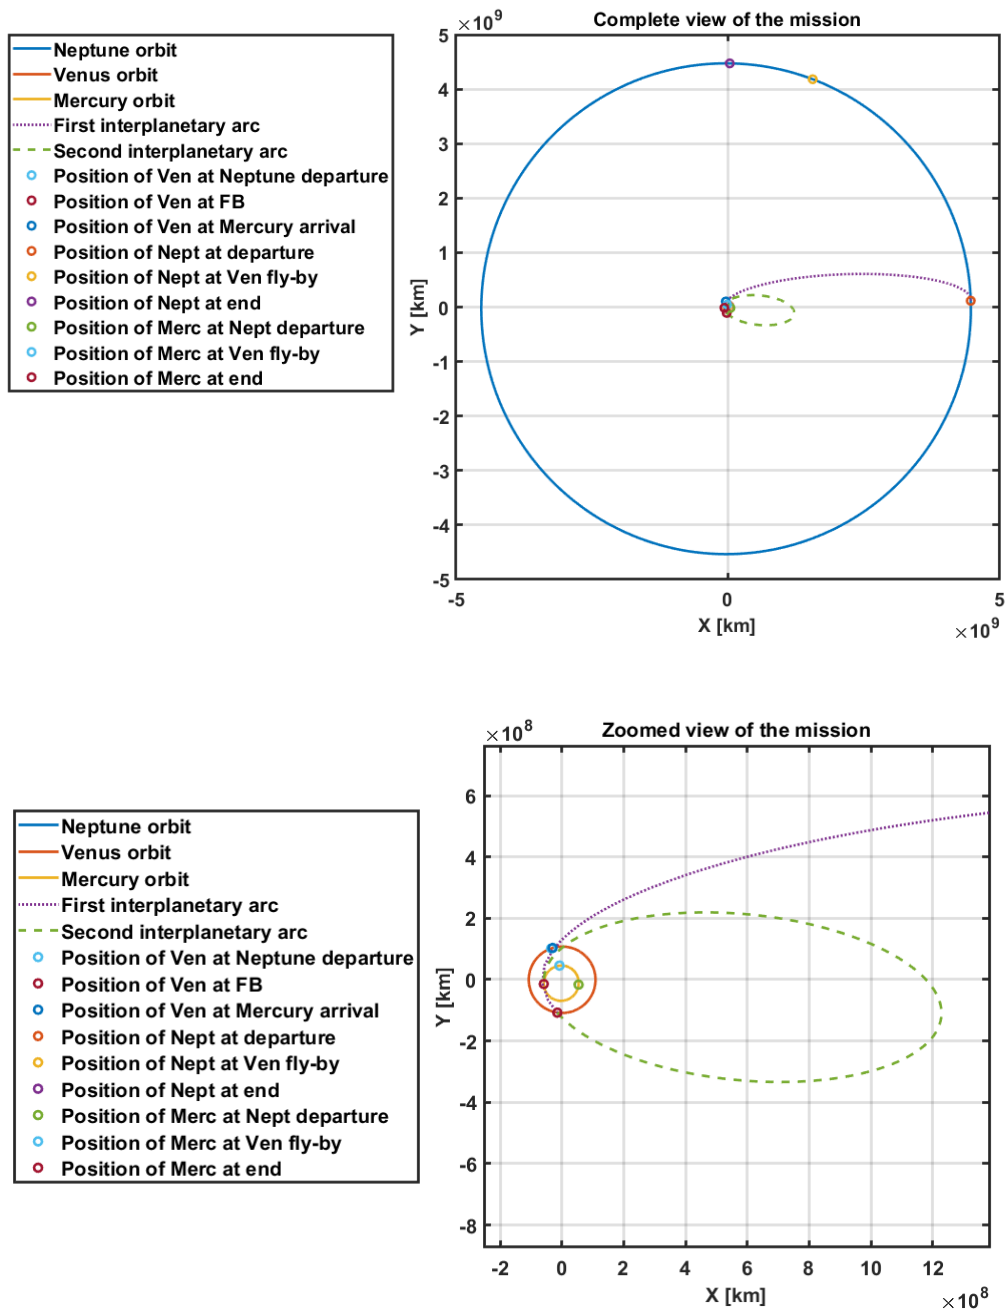 ×10⁹
Complete view of the mission
Neptune orbit
Venus orbit
Mercury orbit
First interplanetary arc
Second interplanetary arc
Position of Ven at Neptune departure
Position of Ven at FB
Position of Ven at Mercury arrival
Position of Nept at departure
Position of Nept at Ven fly-by
Position of Nept at end
Position of Merc at Nept departure
Position of Merc at Ven fly-by
Position of Merc at end
5
4
3
2
1
0
-1
-2
-3
-4
-5
Y [km]
-5
0
5
X [km]
×10⁹
×10⁸
Zoomed view of the mission
Neptune orbit
Venus orbit
Mercury orbit
First interplanetary arc
Second interplanetary arc
Position of Ven at Neptune departure
Position of Ven at FB
Position of Ven at Mercury arrival
Position of Nept at departure
Position of Nept at Ven fly-by
Position of Nept at end
Position of Merc at Nept departure
Position of Merc at Ven fly-by
Position of Merc at end
6
4
2
0
-2
-4
-6
-8
Y [km]
-2
0
2
4
6
8
10
12
X [km]
×10⁸